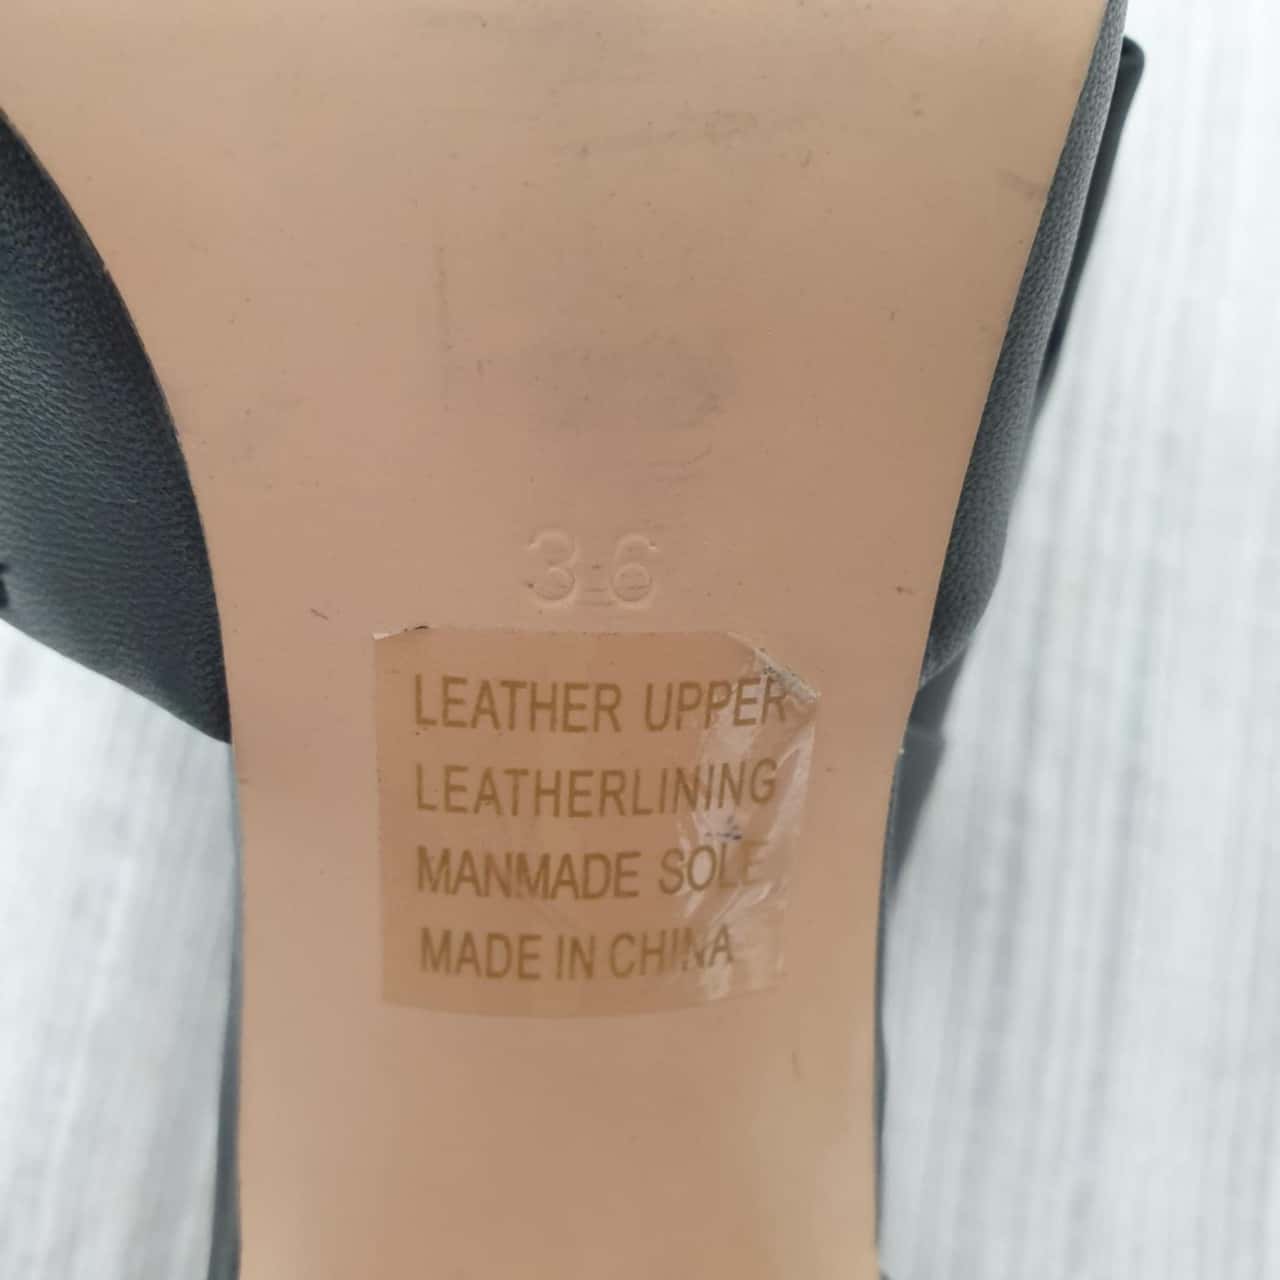 36
LEATHER UPPER
LEATHERLINING
MANMADE SOLE
MADE IN CHINA